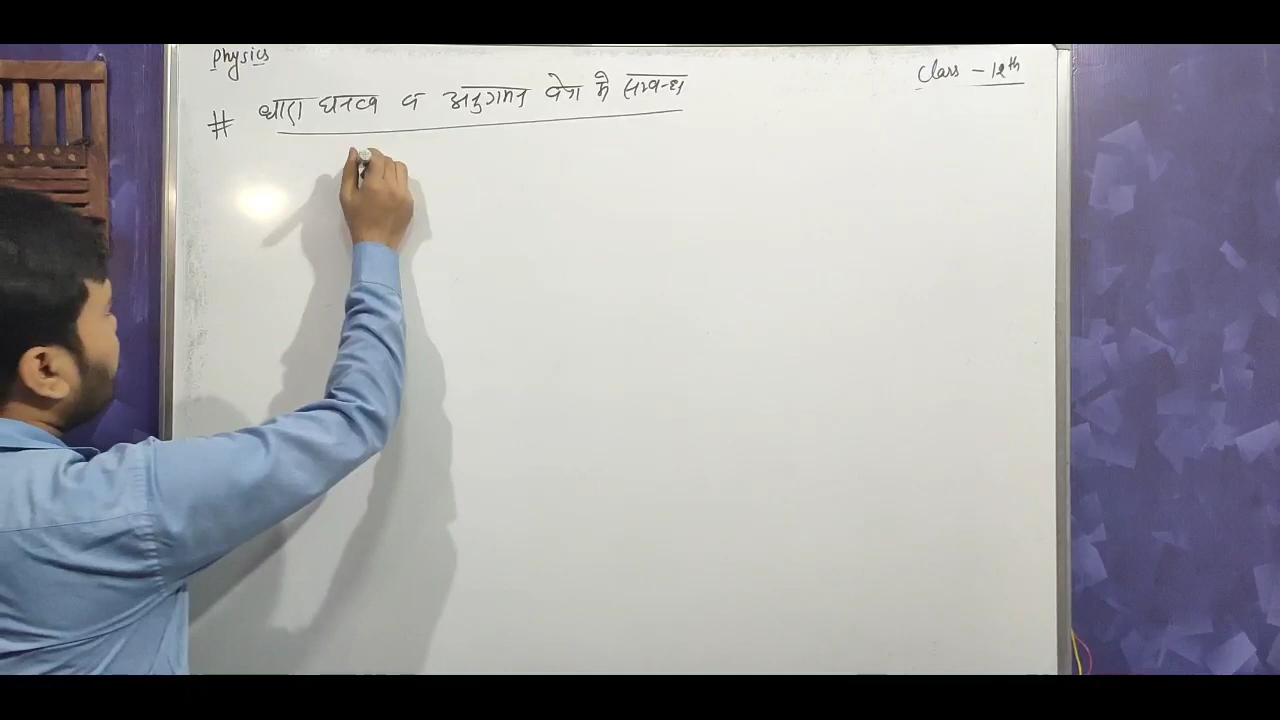 Physics
Class - 12th
# धारा घनत्व व अनुगमन वेग मे सम्बन्ध